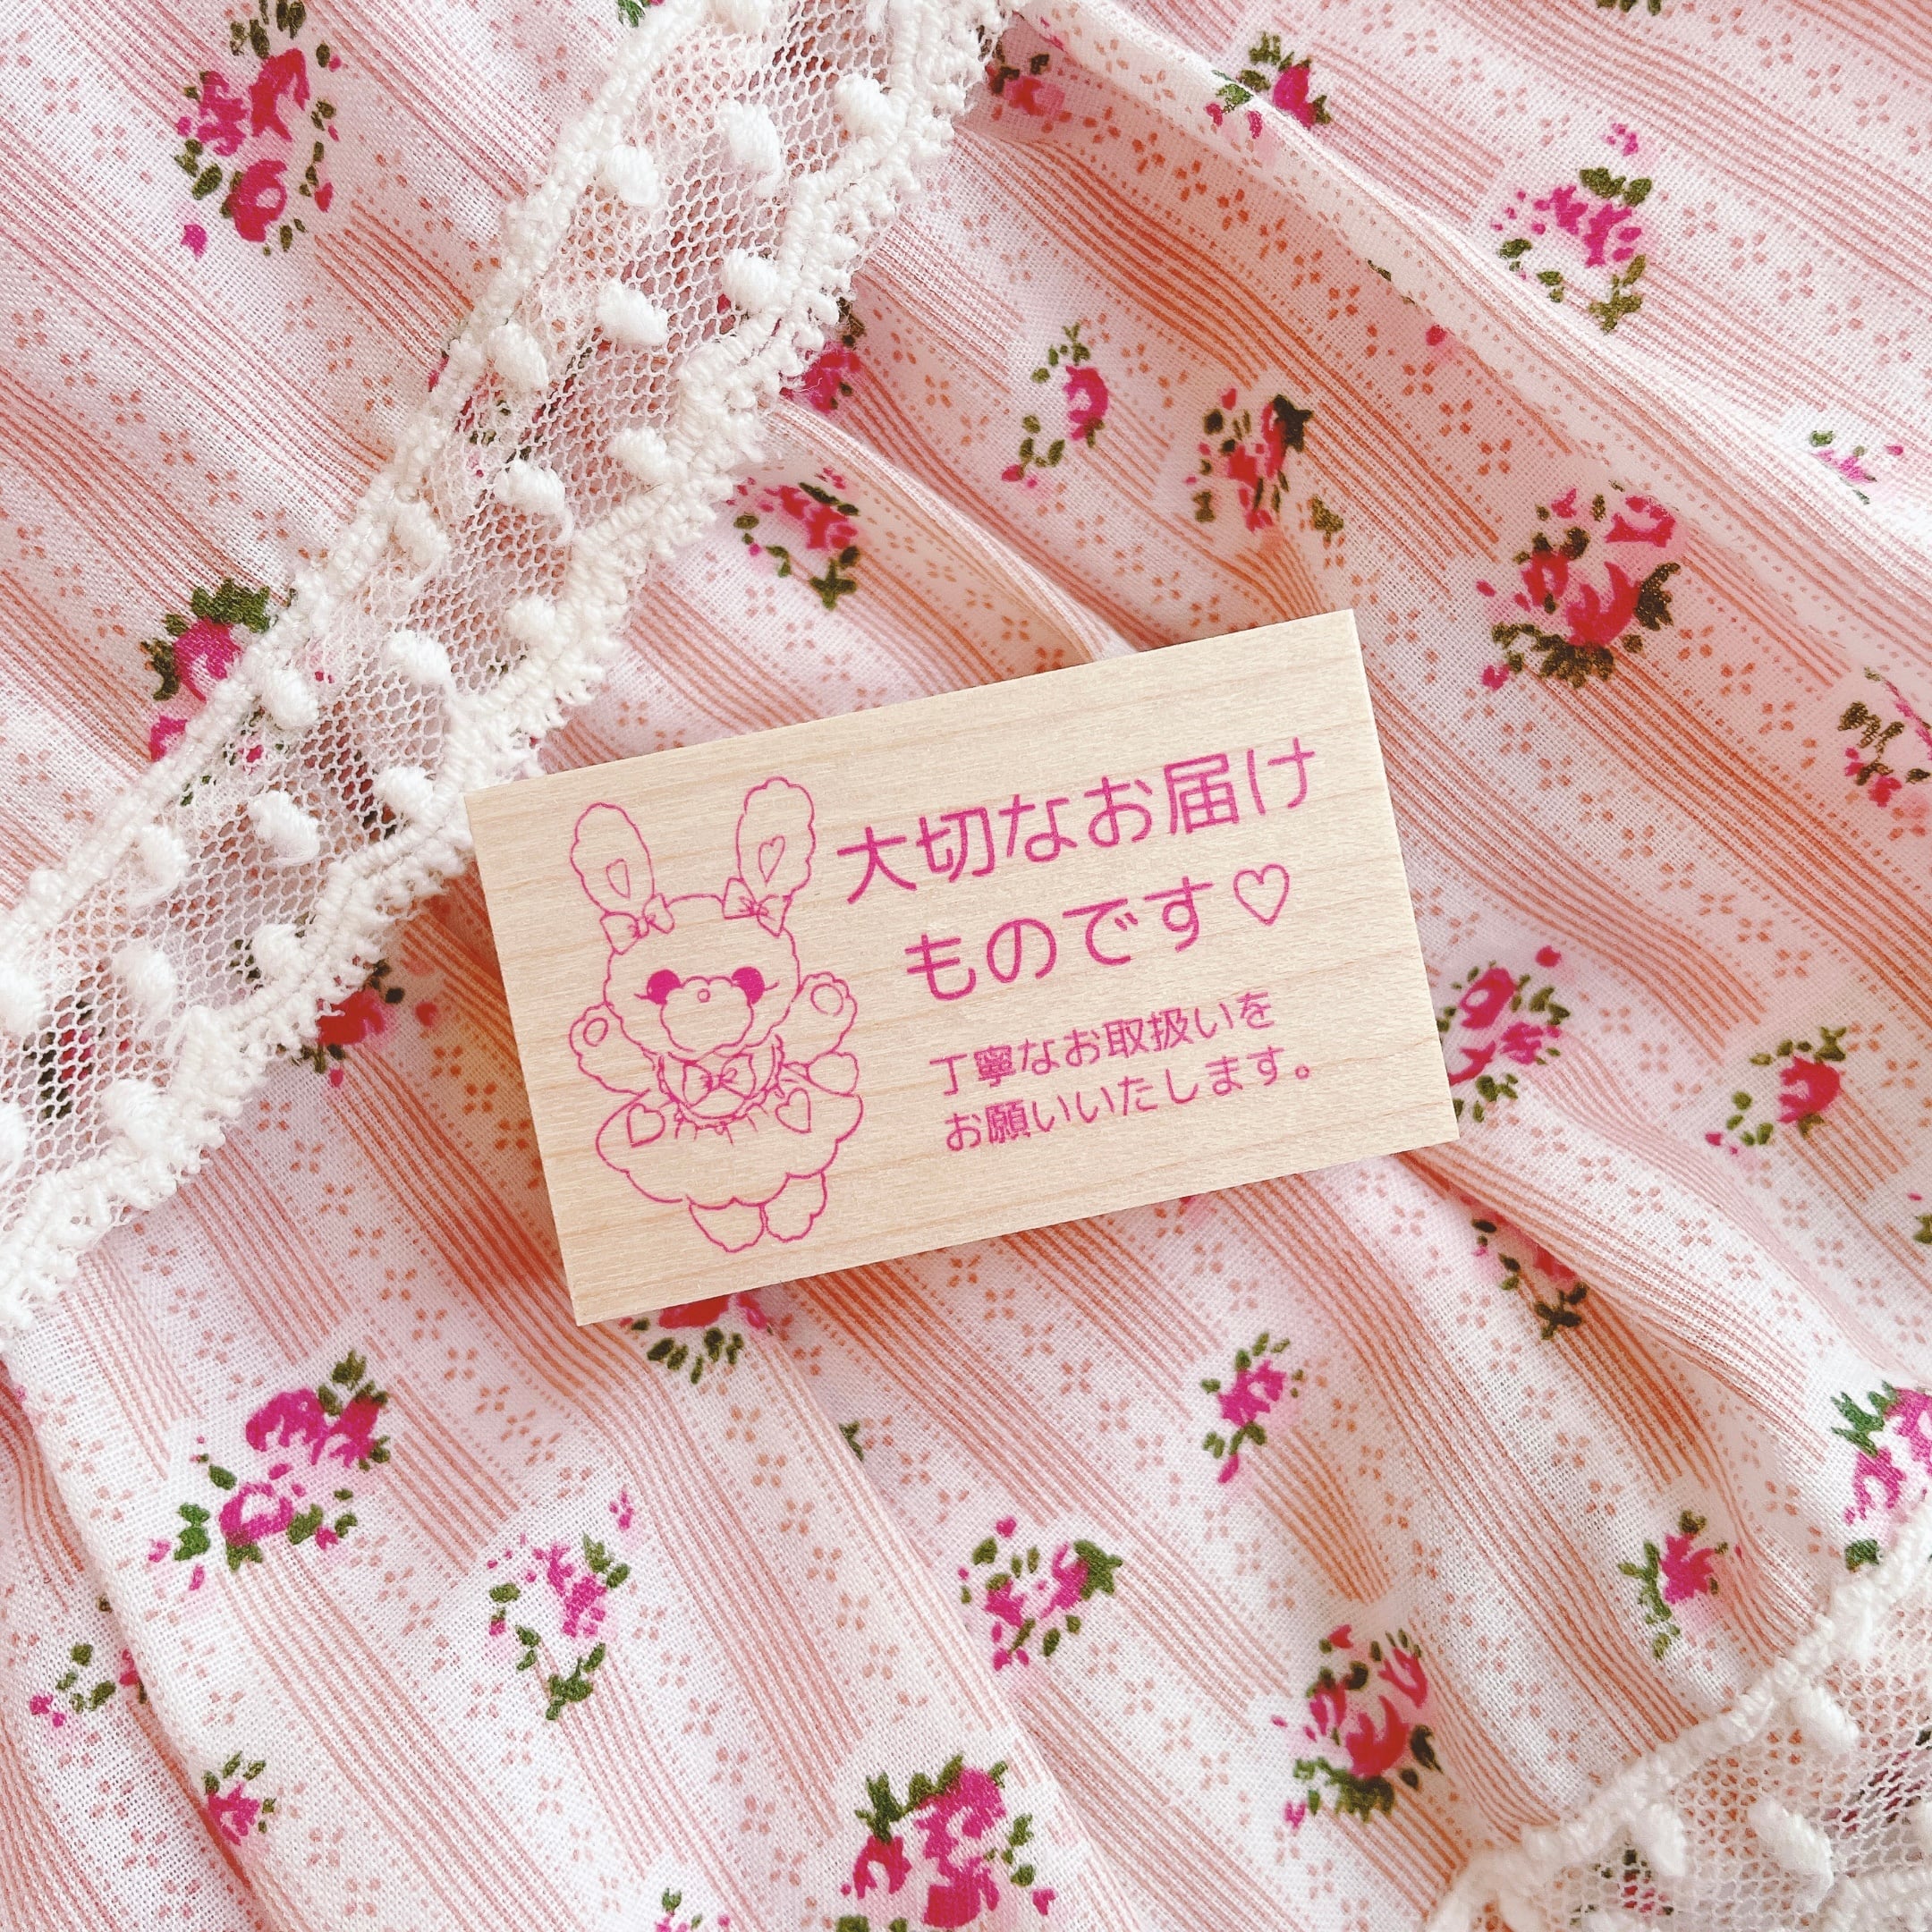 大切なお届け
ものです♡
丁寧なお取扱いを
お願いいたします。